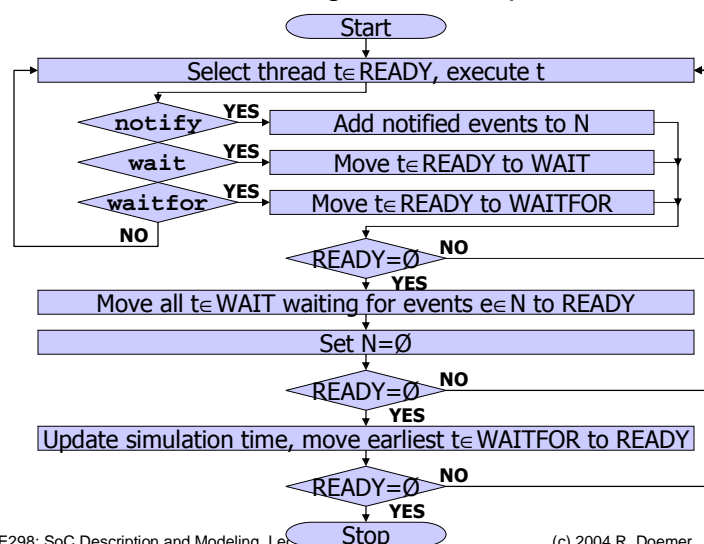 Start
Select thread t∈READY, execute t
notify YES Add notified events to N
wait YES Move t∈READY to WAIT
waitfor YES Move t∈READY to WAITFOR
NO
READY=Ø NO
YES
Move all t∈WAIT waiting for events e∈N to READY
Set N=Ø
READY=Ø NO
YES
Update simulation time, move earliest t∈WAITFOR to READY
READY=Ø NO
YES
Stop
SoC Description and Modeling, (c) 2004 R. Doemer